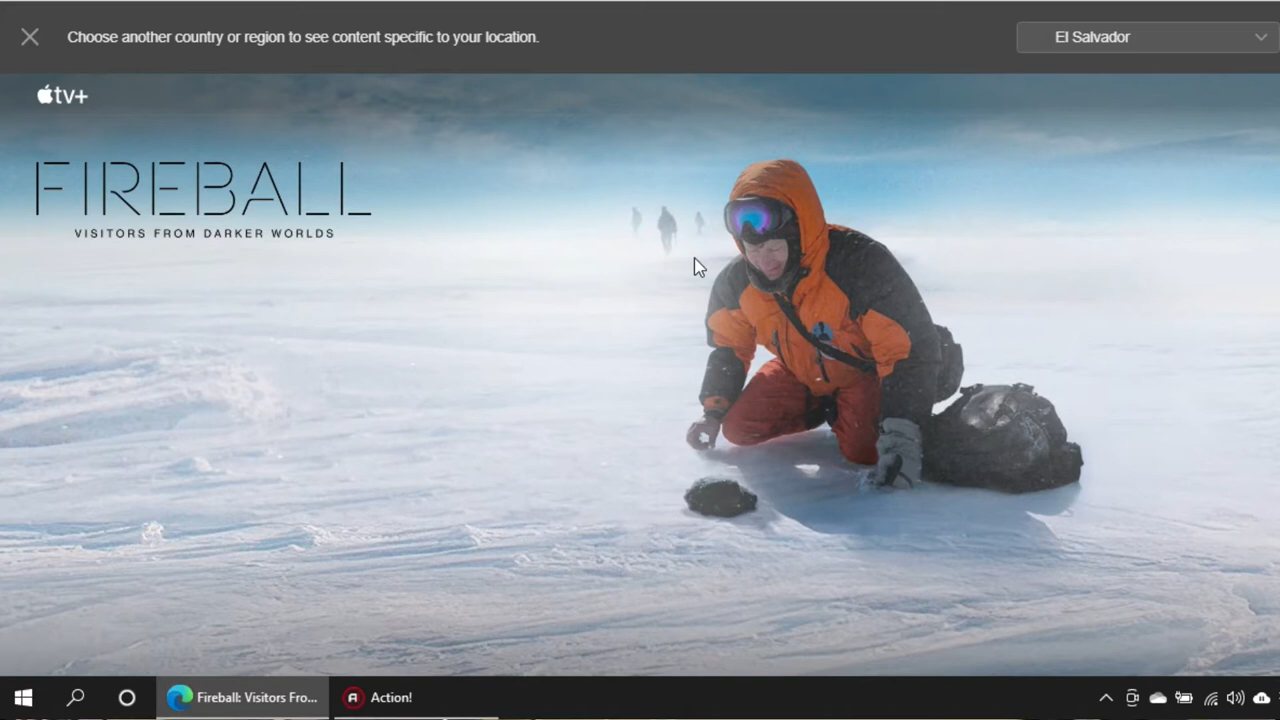 Choose another country or region to see content specific to your location.
El Salvador
tv+
FIREBALL
VISITORS FROM DARKER WORLDS
Fireball: Visitors Fro...
Action!